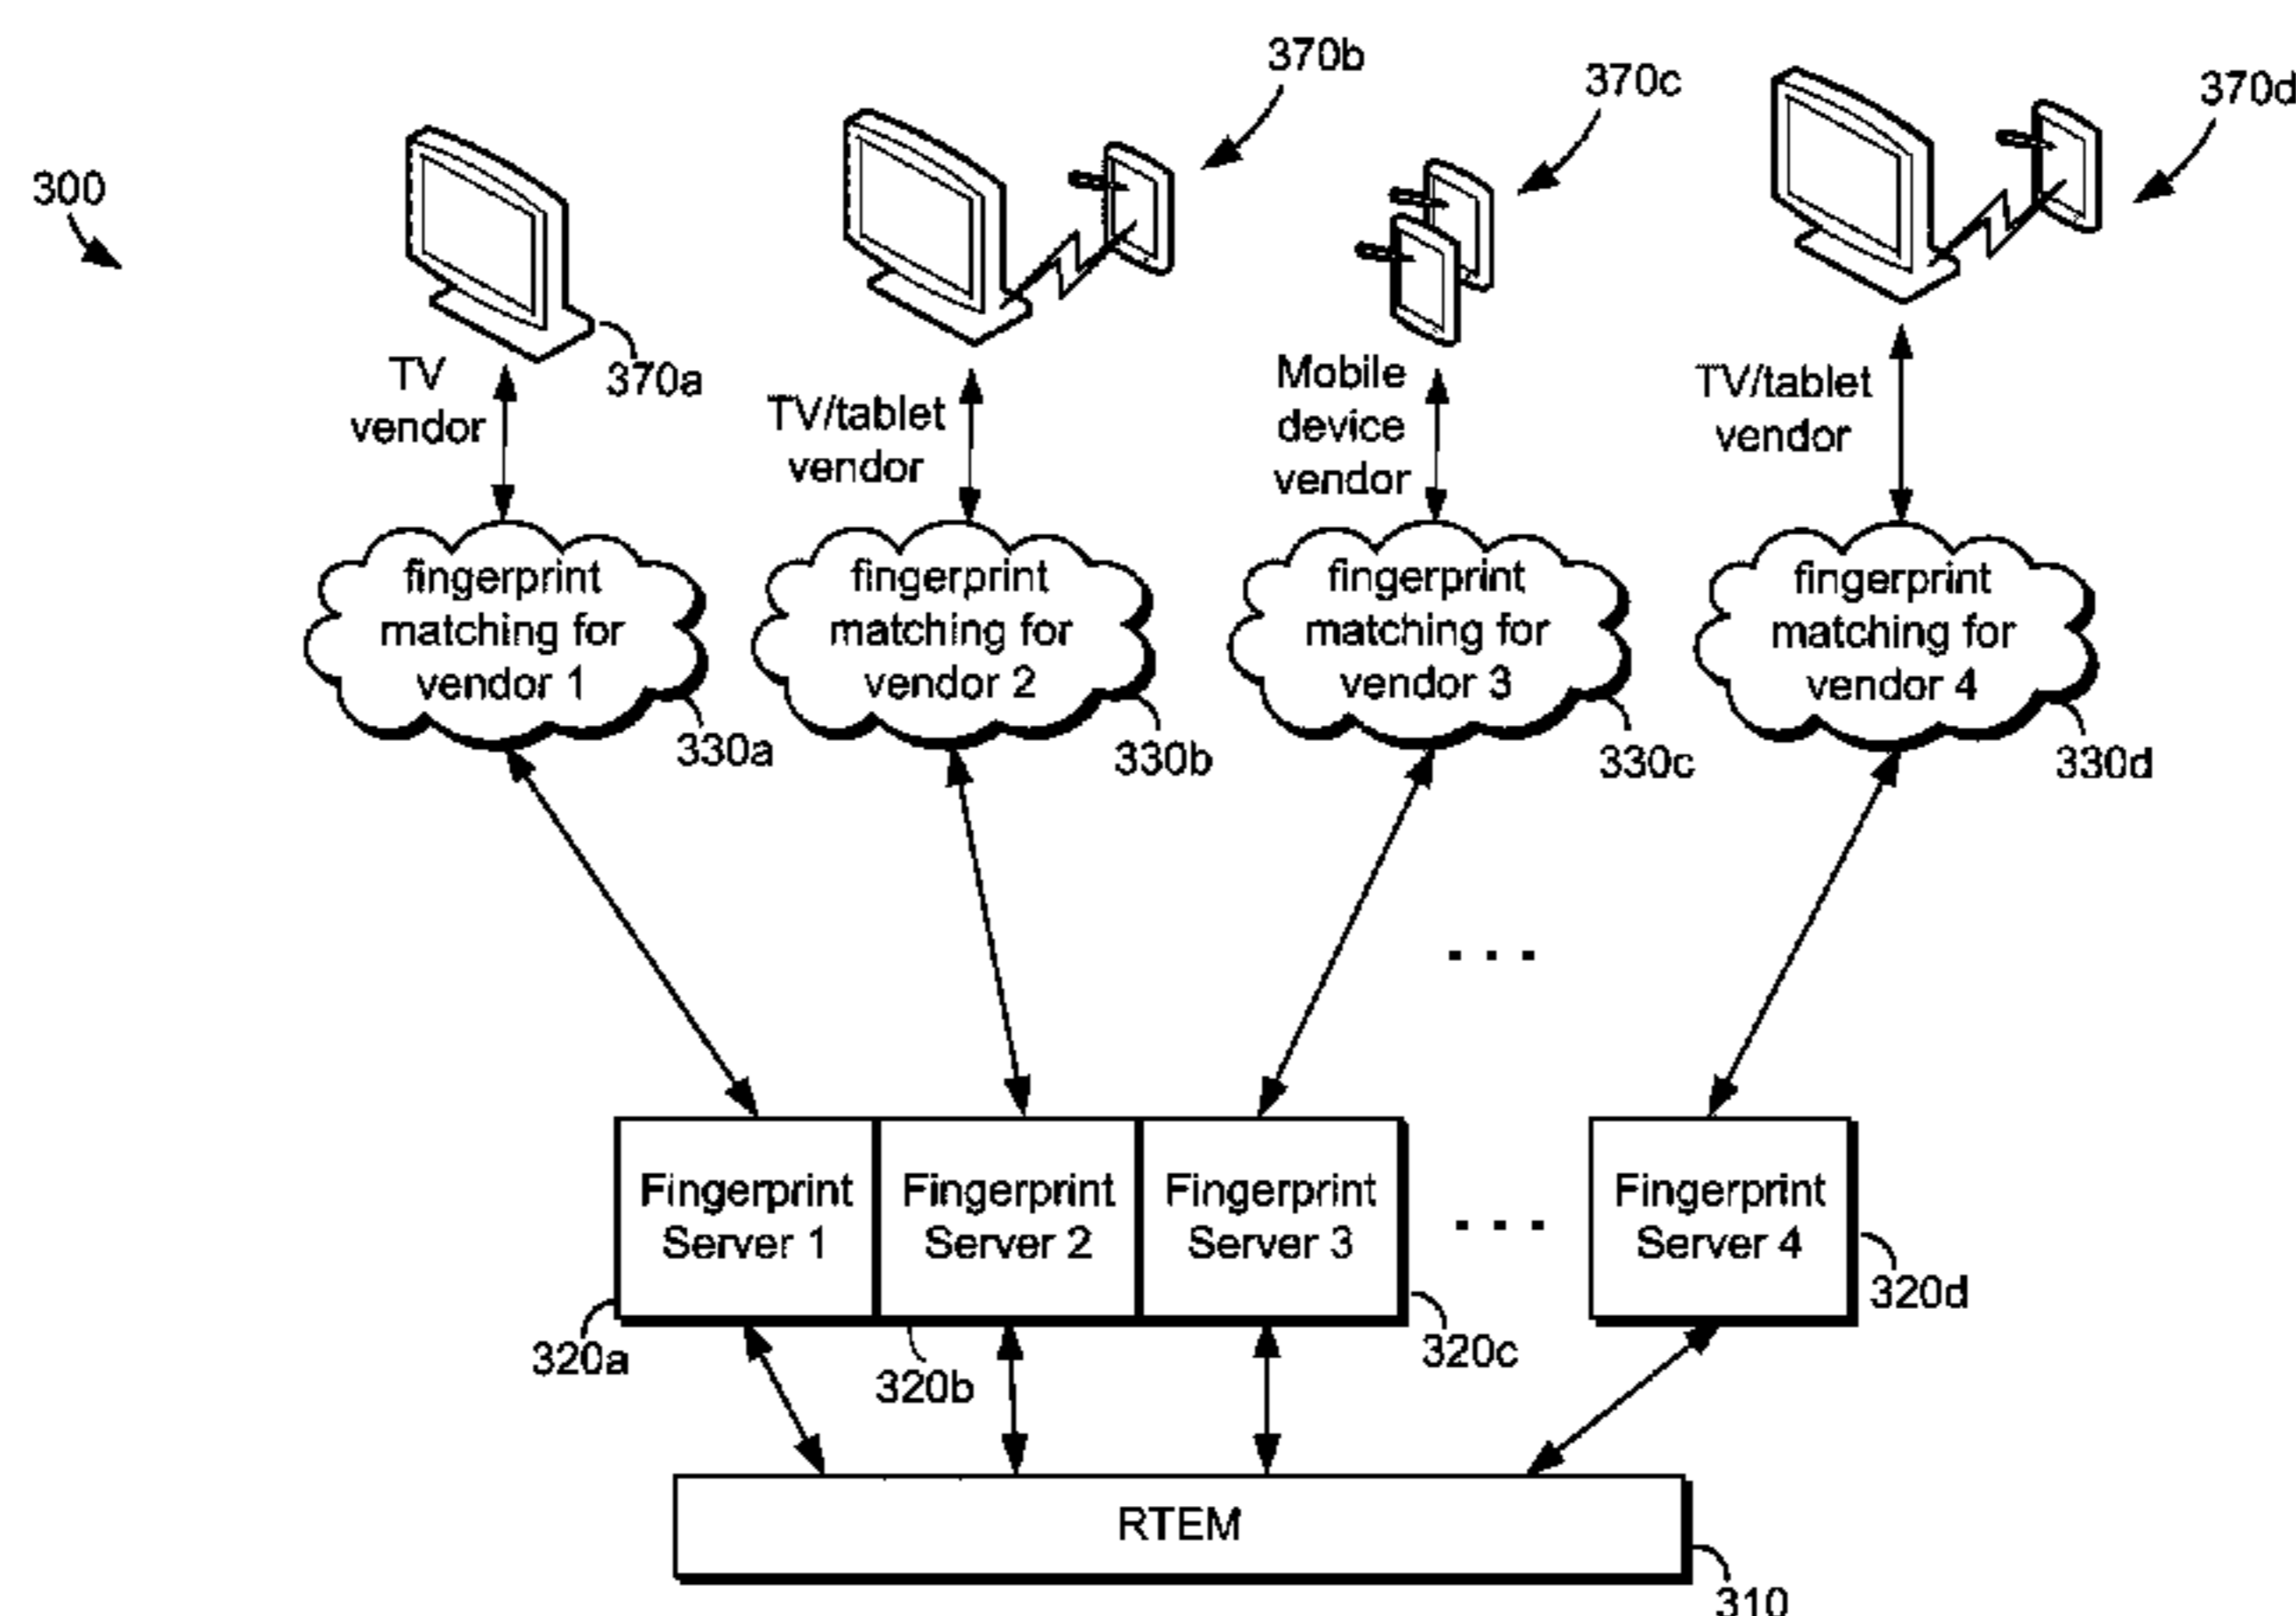 300
370b
370c
370d
370a
TV
vendor
TV/tablet
vendor
Mobile
device
vendor
TV/tablet
vendor
fingerprint
matching for
vendor 1
330a
fingerprint
matching for
vendor 2
330b
fingerprint
matching for
vendor 3
330c
fingerprint
matching for
vendor 4
330d
. . .
Fingerprint
Server 1
320a
Fingerprint
Server 2
320b
Fingerprint
Server 3
320c
. . .
Fingerprint
Server 4
320d
RTEM
310